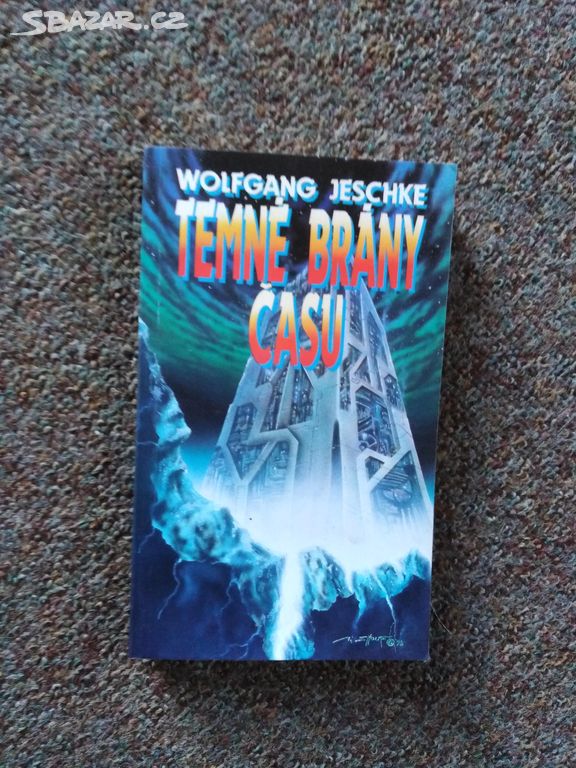 SBAZAR.CZ
WOLFGANG JESCHKE
TEMNÉ BRÁNY
ČASU